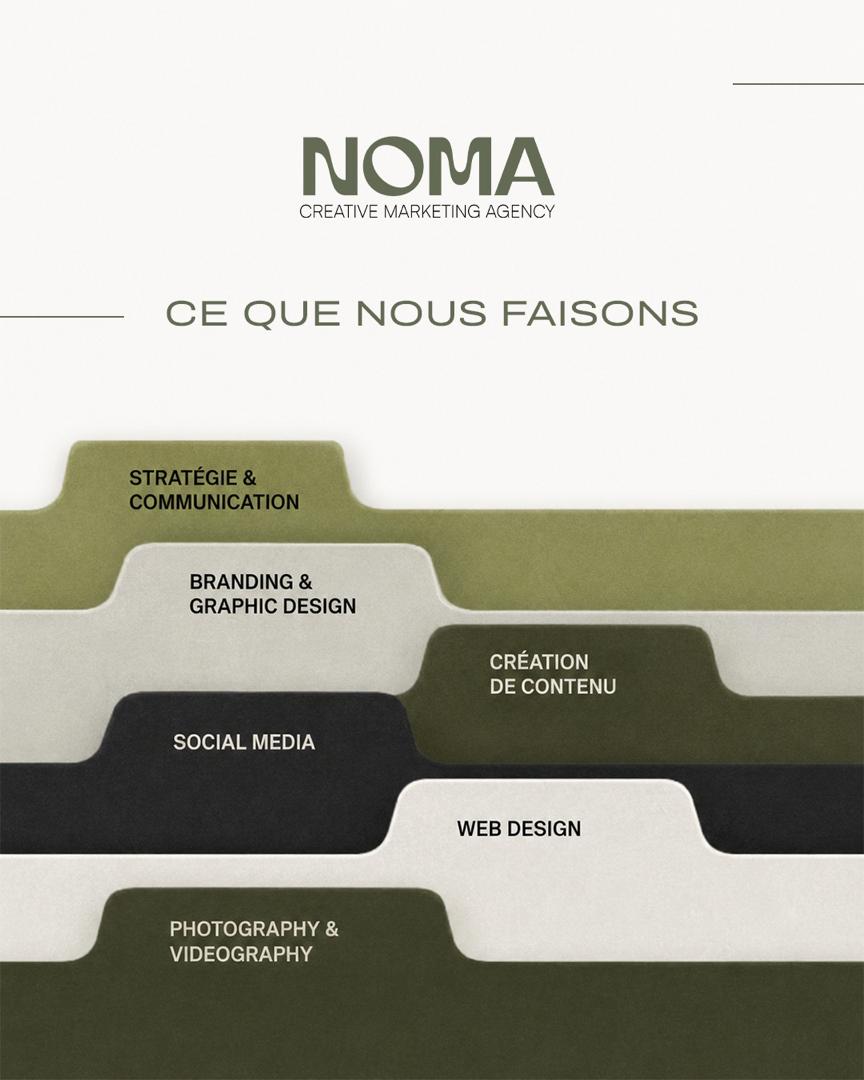 NOMA
CREATIVE MARKETING AGENCY
CE QUE NOUS FAISONS
STRATÉGIE &
COMMUNICATION
BRANDING &
GRAPHIC DESIGN
CRÉATION
DE CONTENU
SOCIAL MEDIA
WEB DESIGN
PHOTOGRAPHY &
VIDEOGRAPHY